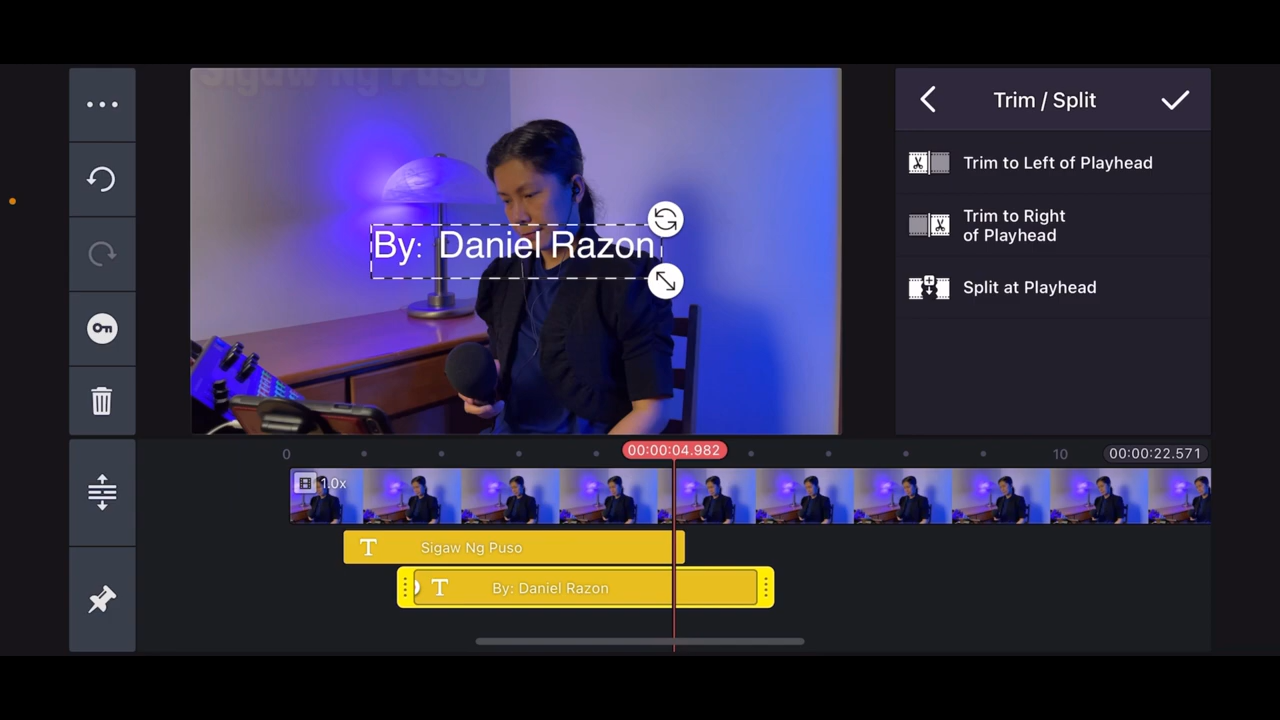 Sigaw Ng Puso
Trim / Split
Trim to Left of Playhead
By: Daniel Razon
Trim to Right
of Playhead
Split at Playhead
0
00:00:04.982
10
00:00:22.571
1.0x
T
Sigaw Ng Puso
T
By: Daniel Razon